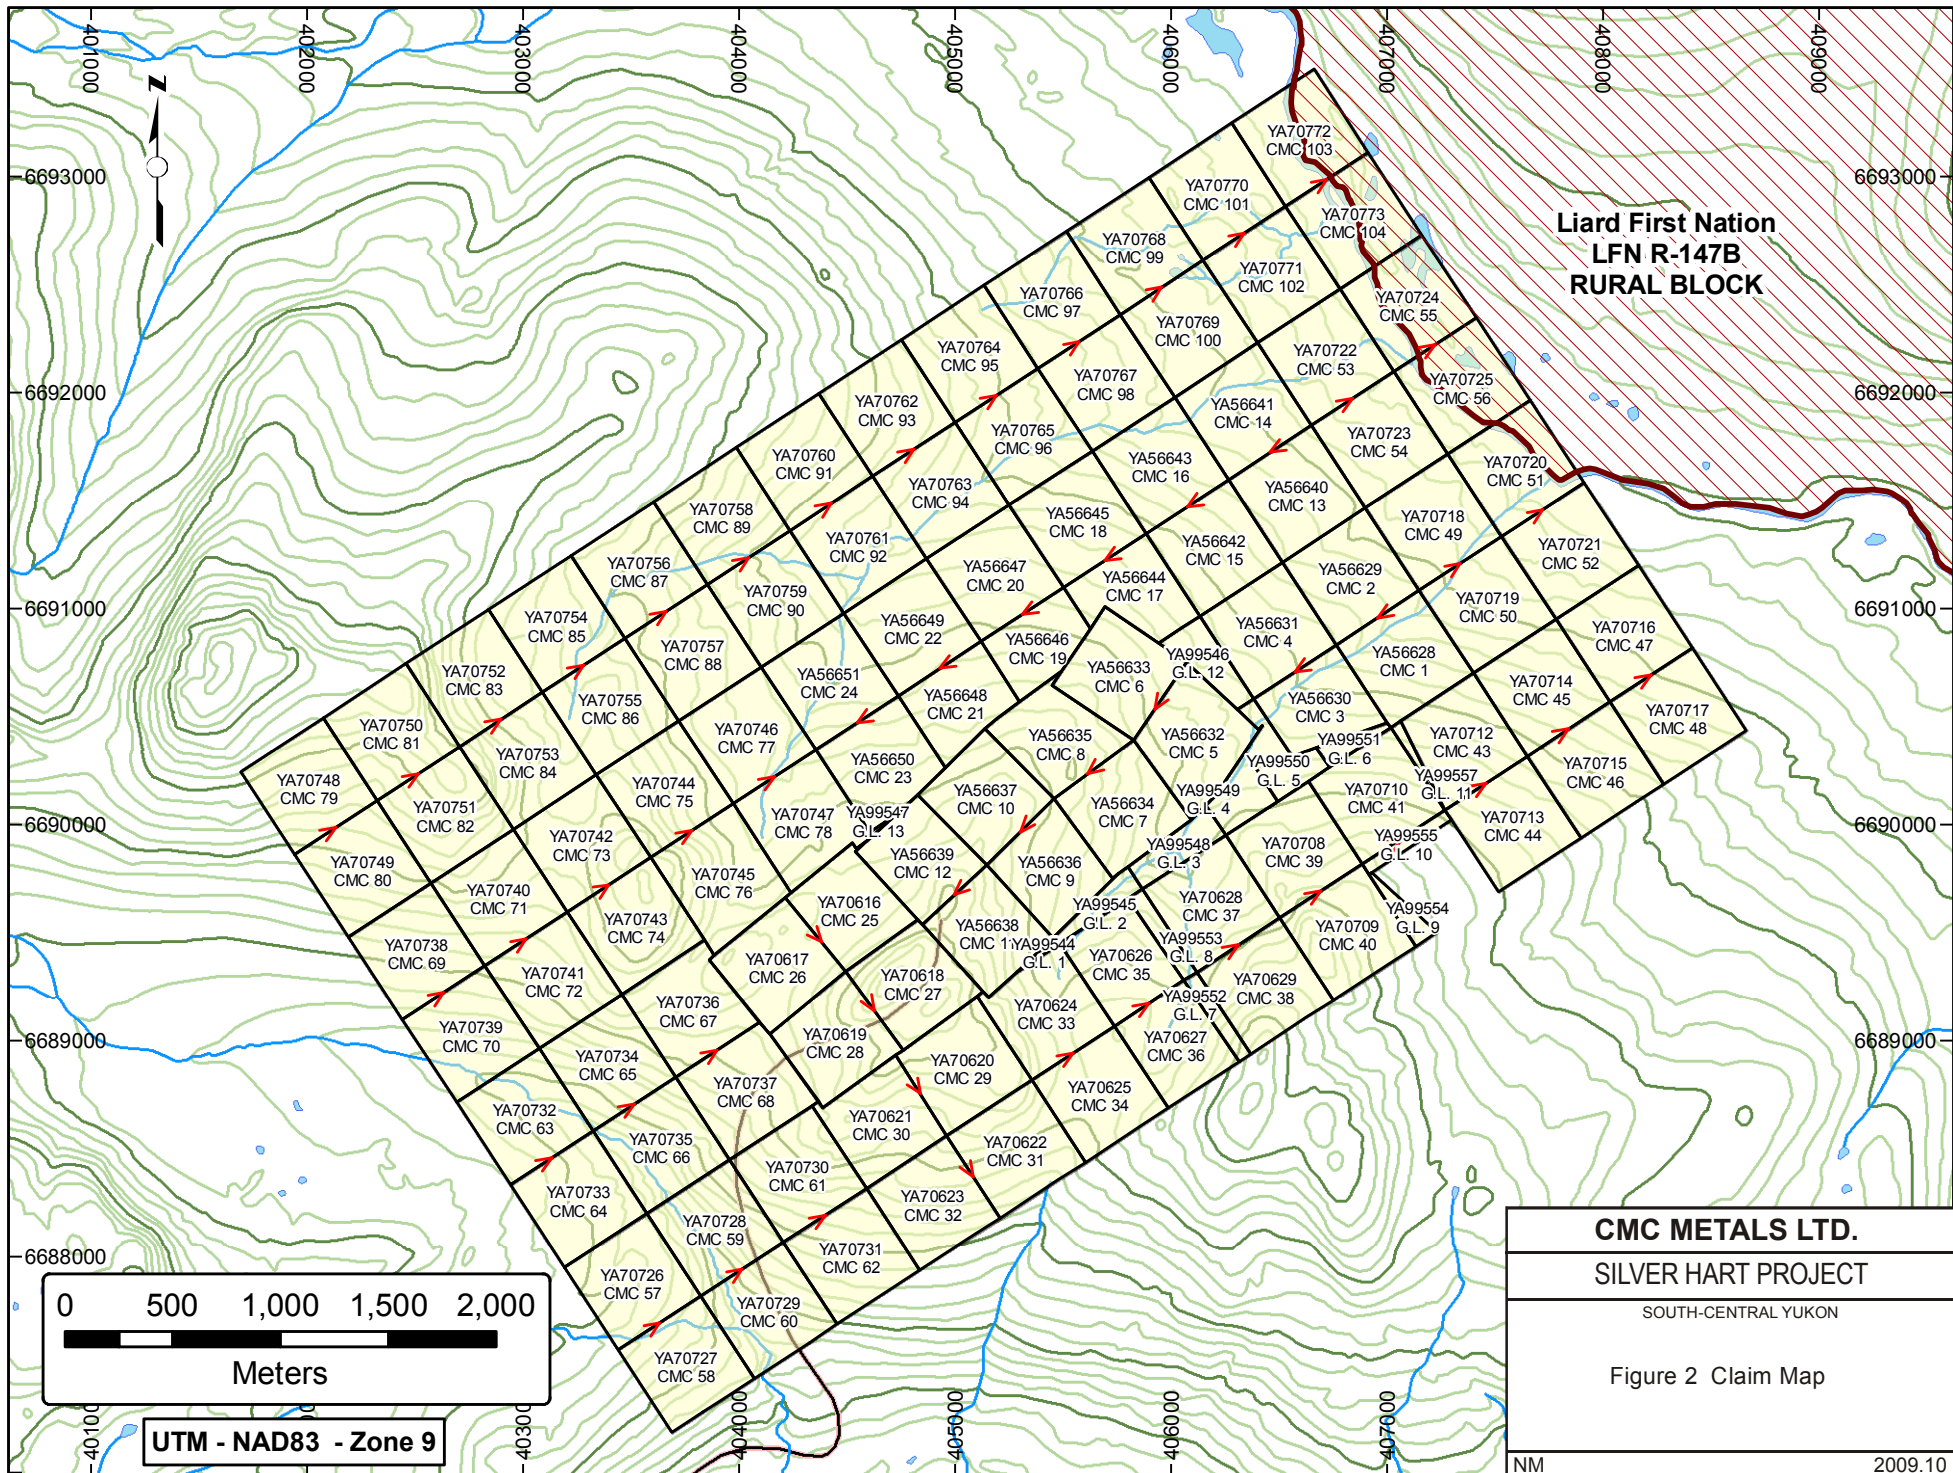 401000
402000
403000
404000
405000
406000
407000
408000
409000
Z
6693000
6693000
6692000
6692000
6691000
6691000
6690000
6690000
6689000
6689000
6688000
Liard First Nation
LFN R-147B
RURAL BLOCK
YA70772
CMC 103
YA70770
CMC 101
YA70773
CMC 104
YA70768
CMC 99
YA70771
CMC 102
YA70766
CMC 97
YA70724
CMC 55
YA70769
CMC 100
YA70764
CMC 95
YA70722
CMC 53
YA70767
CMC 98
YA70725
CMC 56
YA70762
CMC 93
YA56641
CMC 14
YA70765
CMC 96
YA70723
CMC 54
YA70760
CMC 91
YA56643
CMC 16
YA70720
CMC 51
YA70763
CMC 94
YA56640
CMC 13
YA70758
CMC 89
YA56645
CMC 18
YA70718
CMC 49
YA70761
CMC 92
YA56642
CMC 15
YA70721
CMC 52
YA70756
CMC 87
YA56647
CMC 20
YA56629
CMC 2
YA70759
CMC 90
YA56644
CMC 17
YA70719
CMC 50
YA70754
CMC 85
YA56649
CMC 22
YA56631
CMC 4
YA70716
CMC 47
YA70757
CMC 88
YA56646
CMC 19
YA56633
CMC 6
YA99546
G.L. 12
YA56628
CMC 1
YA70752
CMC 83
YA56651
CMC 24
YA70714
CMC 45
YA70755
CMC 86
YA56648
CMC 21
YA56630
CMC 3
YA70717
CMC 48
YA70750
CMC 81
YA70746
CMC 77
YA56635
CMC 8
YA56632
CMC 5
YA99551
G.L. 6
YA70712
CMC 43
YA70753
CMC 84
YA56650
CMC 23
YA99550
G.L. 5
YA70715
CMC 46
YA70748
CMC 79
YA70744
CMC 75
YA56637
CMC 10
YA99549
G.L. 4
YA70710
CMC 41
YA99557
G.L. 11
YA70751
CMC 82
YA70747
CMC 78
YA99547
G.L. 13
YA56634
CMC 7
YA70713
CMC 44
YA70742
CMC 73
YA99548
G.L. 3
YA70708
CMC 39
YA99555
G.L. 10
YA70749
CMC 80
YA70745
CMC 76
YA56639
CMC 12
YA56636
CMC 9
YA70740
CMC 71
YA70616
CMC 25
YA99545
G.L. 2
YA70628
CMC 37
YA99554
G.L. 9
YA70743
CMC 74
YA56638
CMC 11
YA99544
G.L. 1
YA99553
G.L. 8
YA70709
CMC 40
YA70738
CMC 69
YA70617
CMC 26
YA70626
CMC 35
YA70741
CMC 72
YA70618
CMC 27
YA70629
CMC 38
YA70736
CMC 67
YA70624
CMC 33
YA99552
G.L. 7
YA70739
CMC 70
YA70619
CMC 28
YA70627
CMC 36
YA70734
CMC 65
YA70620
CMC 29
YA70737
CMC 68
YA70625
CMC 34
YA70732
CMC 63
YA70621
CMC 30
YA70735
CMC 66
YA70622
CMC 31
YA70730
CMC 61
YA70733
CMC 64
YA70623
CMC 32
YA70728
CMC 59
YA70731
CMC 62
YA70726
CMC 57
YA70729
CMC 60
YA70727
CMC 58
0 500 1,000 1,500 2,000
Meters
UTM - NAD83 - Zone 9
404000
405000
406000
407000
CMC METALS LTD.
SILVER HART PROJECT
SOUTH-CENTRAL YUKON
Figure 2 Claim Map
NM 2009.10